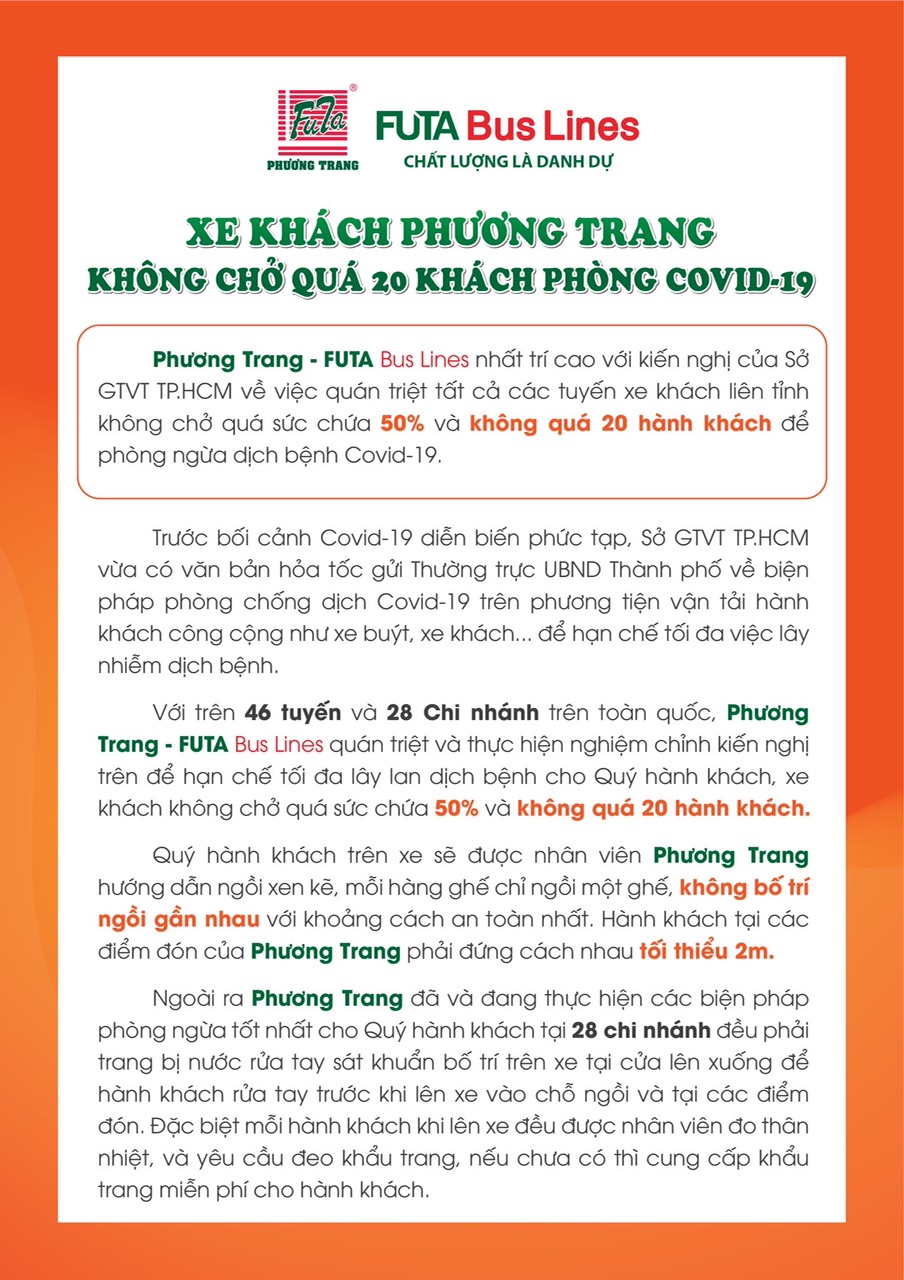 FuTa
®
PHƯƠNG TRANG
FUTA Bus Lines
CHẤT LƯỢNG LÀ DANH DỰ
XE KHÁCH PHƯƠNG TRANG
KHÔNG CHỞ QUÁ 20 KHÁCH PHÒNG COVID-19
Phương Trang - FUTA Bus Lines nhất trí cao với kiến nghị của Sở
GTVT TP.HCM về việc quán triệt tất cả các tuyến xe khách liên tỉnh
không chở quá sức chứa 50% và không quá 20 hành khách để
phòng ngừa dịch bệnh Covid-19.
Trước bối cảnh Covid-19 diễn biến phức tạp, Sở GTVT TP.HCM
vừa có văn bản hỏa tốc gửi Thường trực UBND Thành phố về biện
pháp phòng chống dịch Covid-19 trên phương tiện vận tải hành
khách công cộng như xe buýt, xe khách... để hạn chế tối đa việc lây
nhiễm dịch bệnh.
Với trên 46 tuyến và 28 Chi nhánh trên toàn quốc, Phương
Trang - FUTA Bus Lines quán triệt và thực hiện nghiệm chỉnh kiến nghị
trên để hạn chế tối đa lây lan dịch bệnh cho Quý hành khách, xe
khách không chở quá sức chứa 50% và không quá 20 hành khách.
Quý hành khách trên xe sẽ được nhân viên Phương Trang
hướng dẫn ngồi xen kẽ, mỗi hàng ghế chỉ ngồi một ghế, không bố trí
ngồi gần nhau với khoảng cách an toàn nhất. Hành khách tại các
điểm đón của Phương Trang phải đứng cách nhau tối thiểu 2m.
Ngoài ra Phương Trang đã và đang thực hiện các biện pháp
phòng ngừa tốt nhất cho Quý hành khách tại 28 chi nhánh đều phải
trang bị nước rửa tay sát khuẩn bố trí trên xe tại cửa lên xuống để
hành khách rửa tay trước khi lên xe vào chỗ ngồi và tại các điểm
đón. Đặc biệt mỗi hành khách khi lên xe đều được nhân viên đo thân
nhiệt, và yêu cầu đeo khẩu trang, nếu chưa có thì cung cấp khẩu
trang miễn phí cho hành khách.